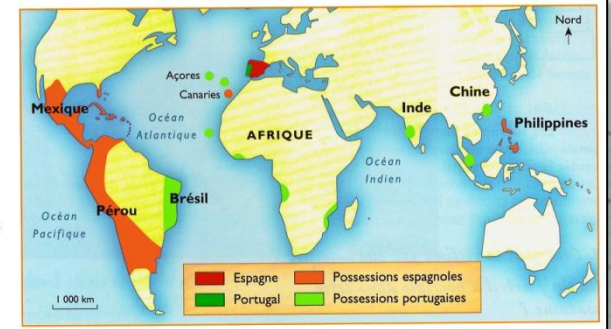 Nord
Açores
Canaries
Mexique
Océan
Atlantique
AFRIQUE
Inde
Chine
Philippines
Océan
Indien
Pérou
Brésil
Océan
Pacifique
1 000 km
Espagne
Possessions espagnoles
Portugal
Possessions portugaises